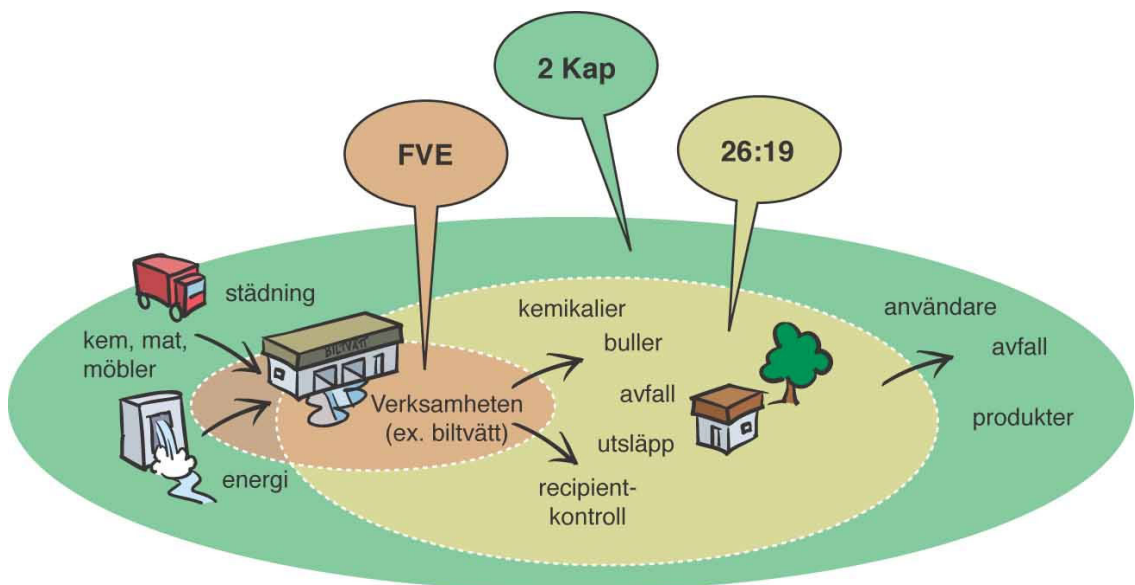 2 Kap
FVE
26:19
städning
kem, mat,
möbler
energi
BILTVÄTT
Verksamheten
(ex. biltvätt)
kemikalier
buller
avfall
utsläpp
recipient-
kontroll
användare
avfall
produkter